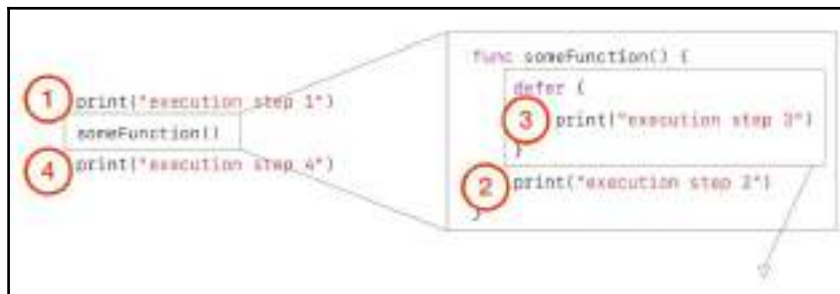 1 print("execution step 1")
someFunction()
4 print("execution step 4")
func someFunction() {
defer {
3 print("execution step 3")
}
2 print("execution step 2")
}